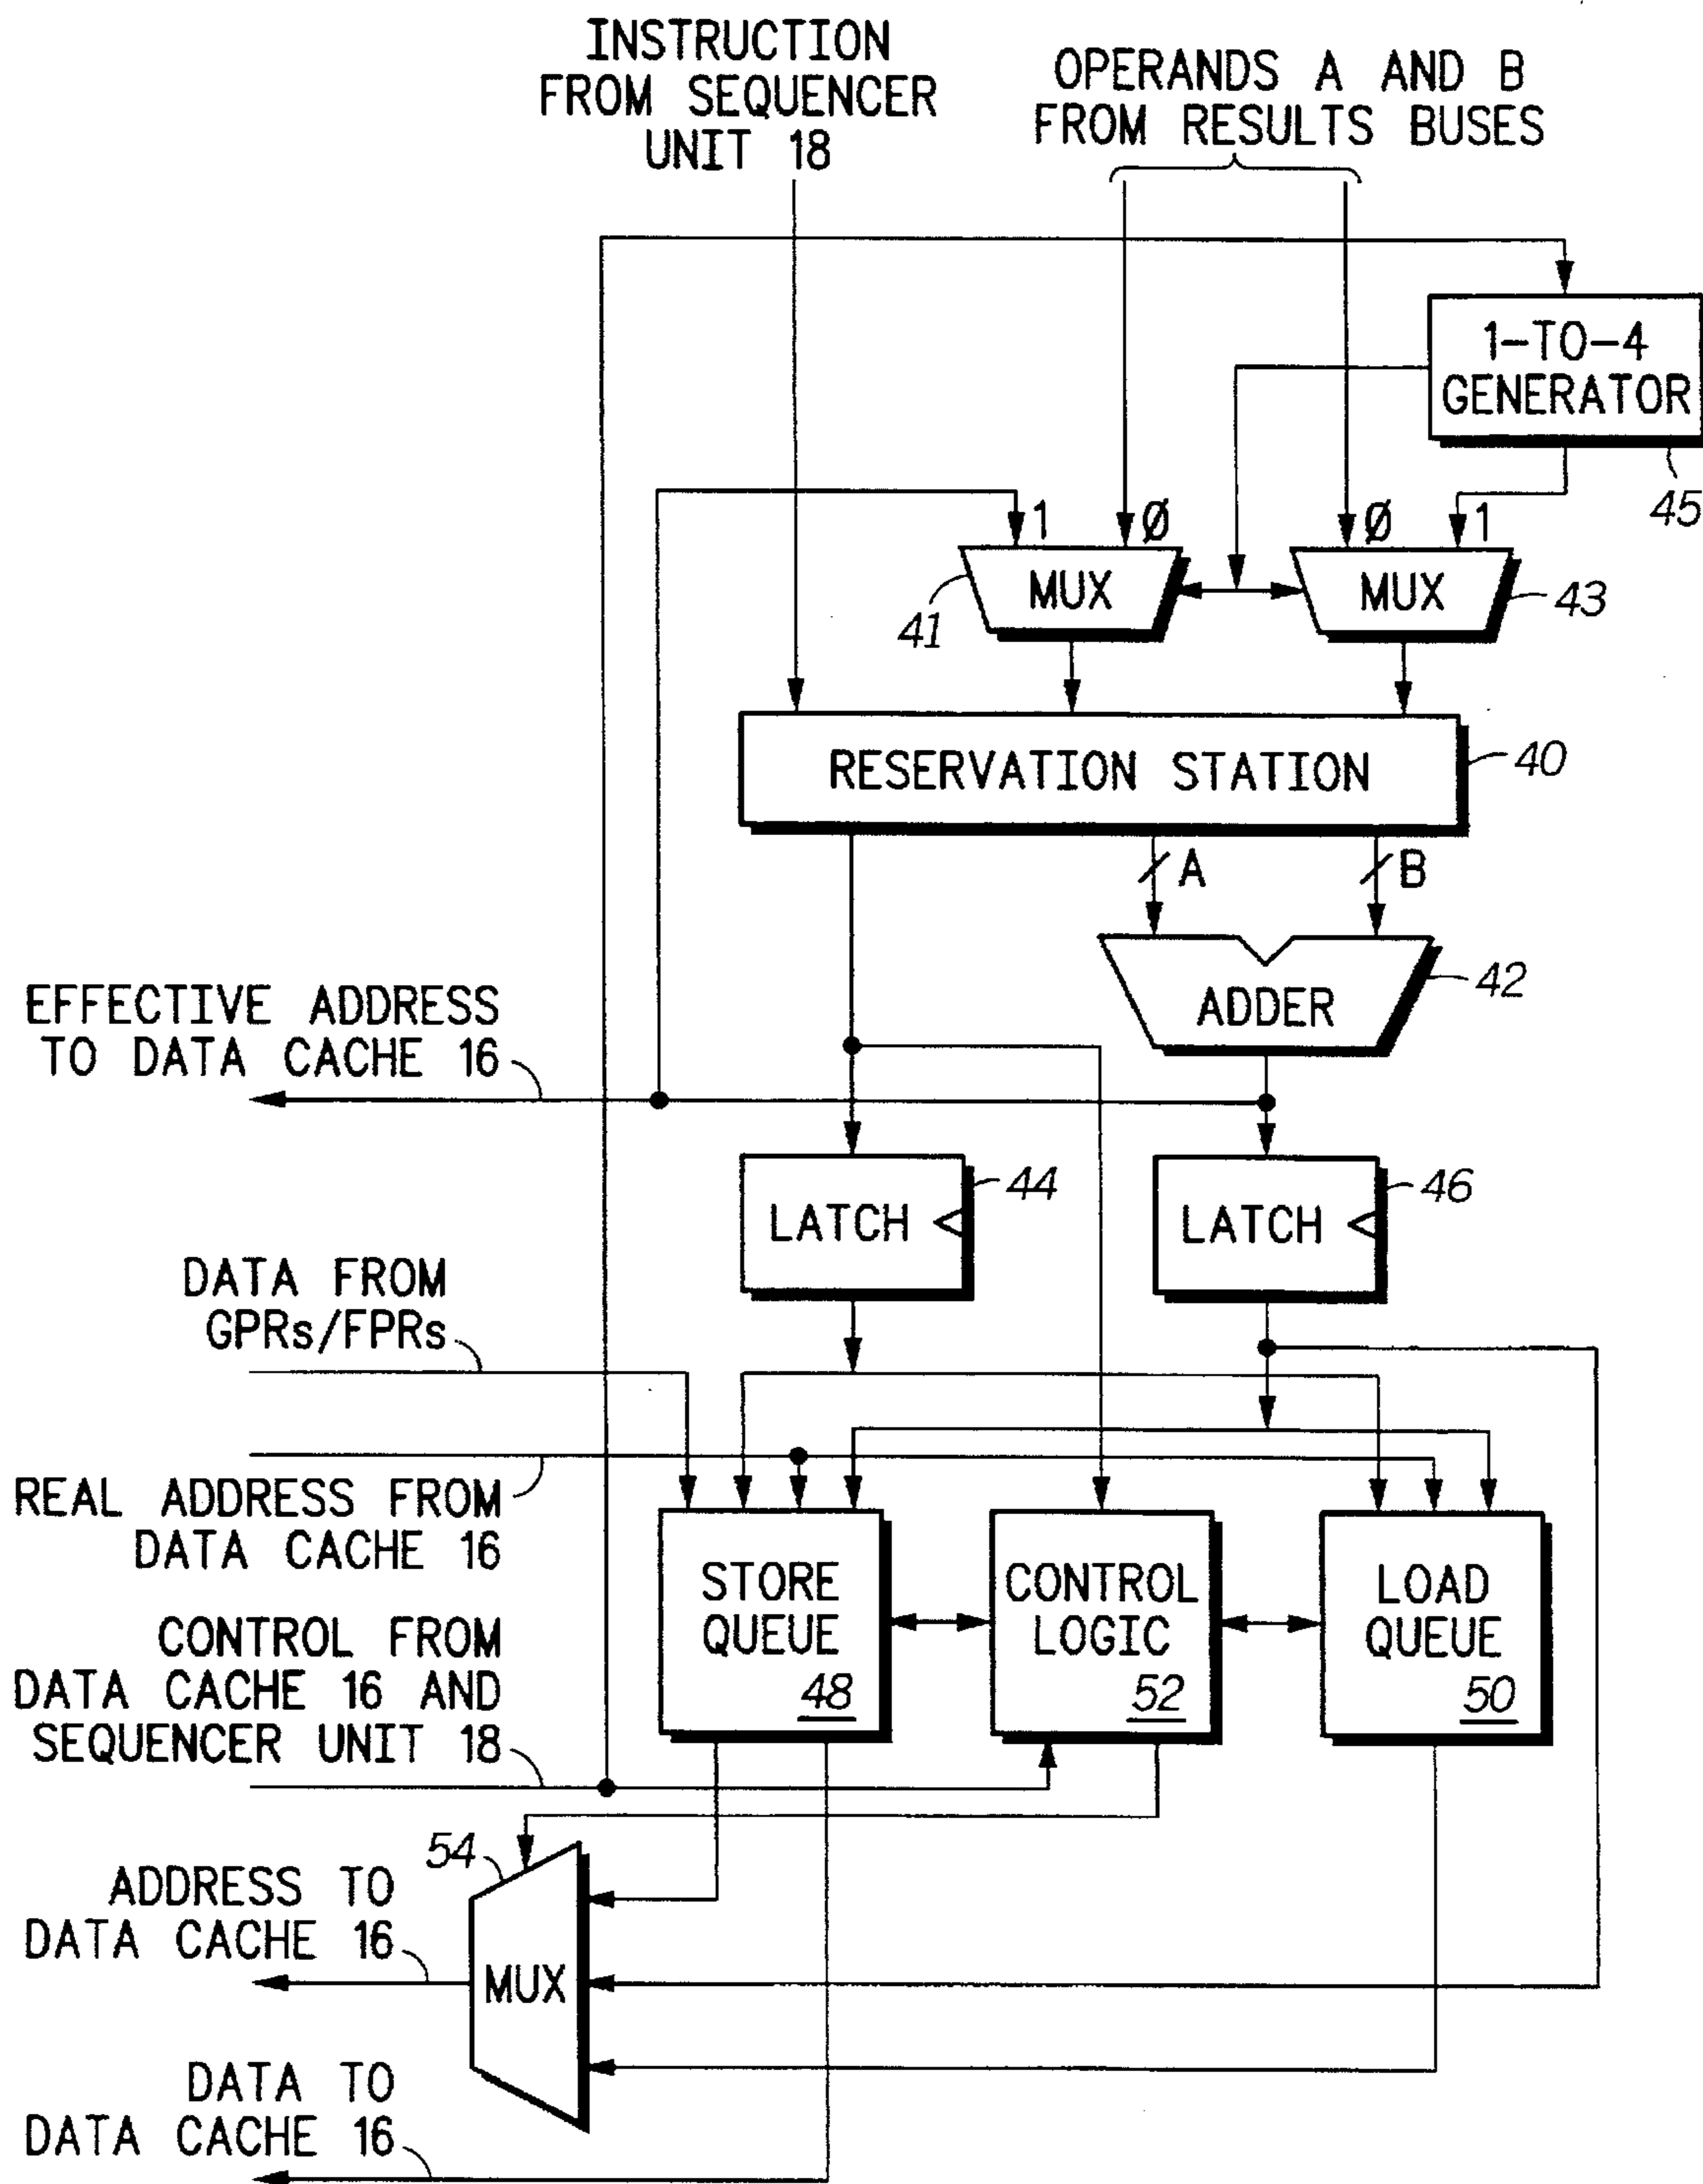 INSTRUCTION
FROM SEQUENCER
UNIT 18
OPERANDS A AND B
FROM RESULTS BUSES
1-TO-4
GENERATOR
45
1
Ø
Ø
1
MUX
41
MUX
43
RESERVATION STATION
40
A
B
ADDER
42
EFFECTIVE ADDRESS
TO DATA CACHE 16
LATCH
44
LATCH
46
DATA FROM
GPRs/FPRs
REAL ADDRESS FROM
DATA CACHE 16
STORE
QUEUE
48
CONTROL
LOGIC
52
LOAD
QUEUE
50
CONTROL FROM
DATA CACHE 16 AND
SEQUENCER UNIT 18
54
MUX
ADDRESS TO
DATA CACHE 16
DATA TO
DATA CACHE 16